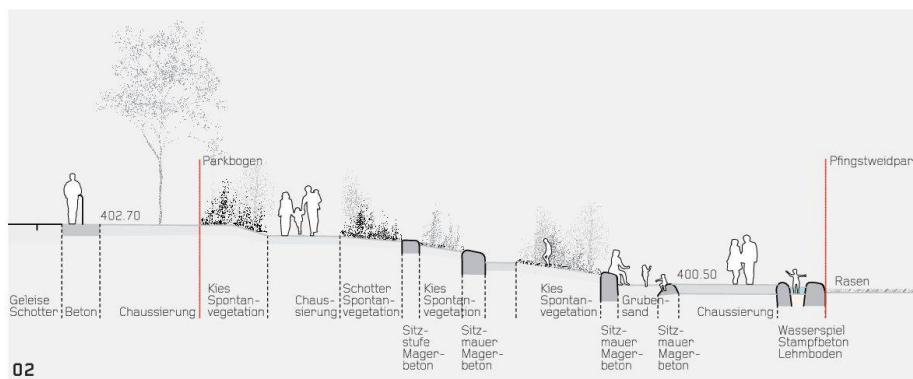 Parkbogen
Pfingstweidpar
402.70
400.50
Geleise
Schotter
Beton
Chaussierung
Kies
Spontan-
vegetation
Chaus-
sierung
Schotter
Spontan-
vegetation
Kies
Spontan-
vegetation
Kies
Spontan-
vegetation
Gruben-
sand
Chaussierung
Rasen
Sitz-
stufe
Mager-
beton
Sitz-
mauer
Mager-
beton
Sitz-
mauer
Mager-
beton
Sitz-
mauer
Mager-
beton
Wasserspiel
Stampfbeton
Lehmboden
02